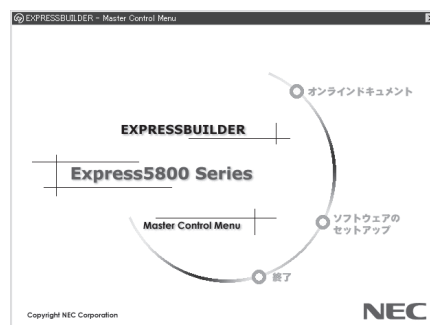 EXPRESSBUILDER - Master Control Menu
オンラインドキュメント
EXPRESSBUILDER
Express5800 Series
ソフトウェアの
セットアップ
Master Control Menu
終了
Copyright NEC Corporation
NEC